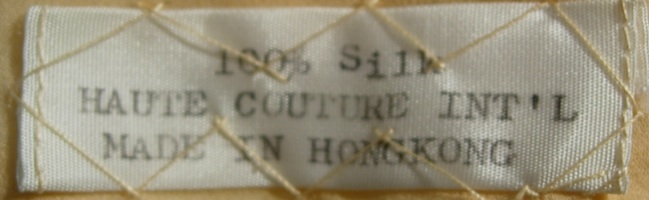 100% Silk
HAUTE COUTURE INT'L
MADE IN HONGKONG